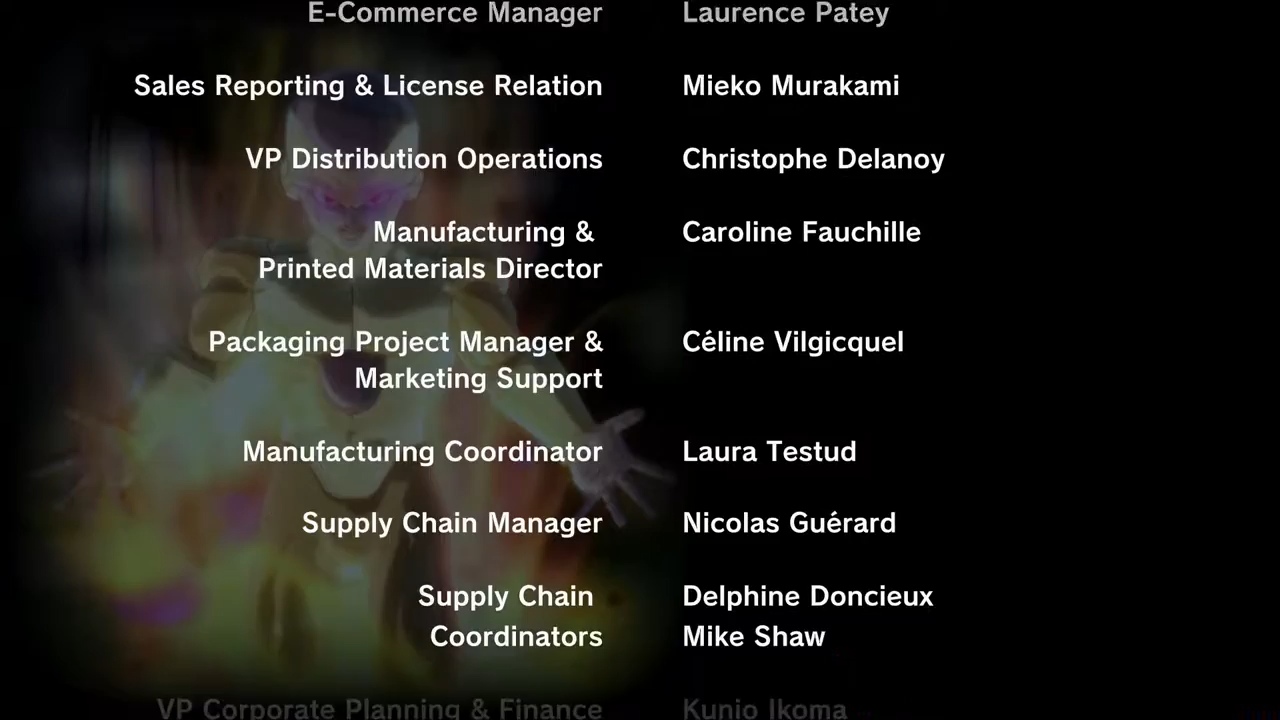 E-Commerce Manager Laurence Patey
Sales Reporting & License Relation Mieko Murakami
VP Distribution Operations Christophe Delanoy
Manufacturing & Caroline Fauchille
Printed Materials Director
Packaging Project Manager & Céline Vilgicquel
Marketing Support
Manufacturing Coordinator Laura Testud
Supply Chain Manager Nicolas Guérard
Supply Chain Delphine Doncieux
Coordinators Mike Shaw
VP Corporate Planning & Finance Kunio Ikoma